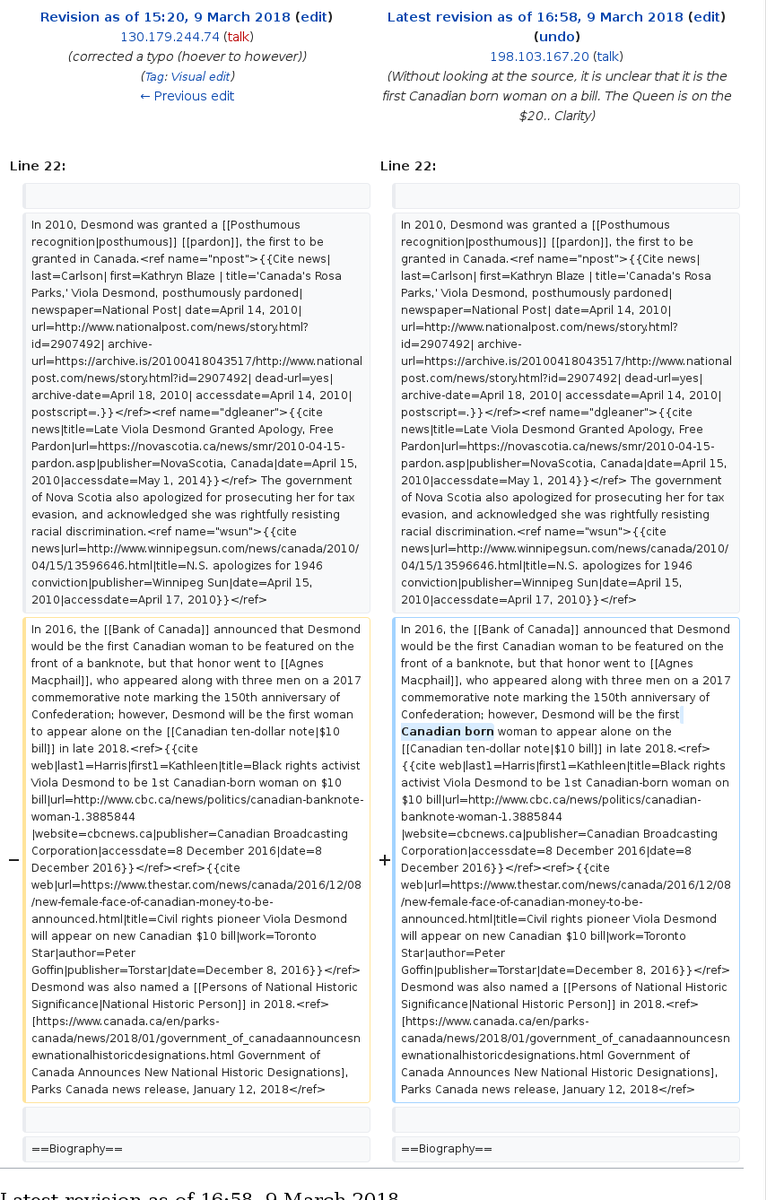 Revision as of 15:20, 9 March 2018 (edit)
130.179.244.74 (talk)
(corrected a typo (hoever to however))
(Tag: Visual edit)
← Previous edit
Latest revision as of 16:58, 9 March 2018 (edit)
(undo)
198.103.167.20 (talk)
(Without looking at the source, it is unclear that it is the
first Canadian born woman on a bill. The Queen is on the
$20.. Clarity)
Line 22:
Line 22:
In 2010, Desmond was granted a [[Posthumous
recognition|posthumous]] [[pardon]], the first to be
granted in Canada.<ref name="npost">{{Cite news|
last=Carlson| first=Kathryn Blaze | title='Canada's Rosa
Parks,' Viola Desmond, posthumously pardoned|
newspaper=National Post| date=April 14, 2010|
url=http://www.nationalpost.com/news/story.html?
id=2907492| archive-
url=https://archive.is/20100418043517/http://www.national
post.com/news/story.html?id=2907492| dead-url=yes|
archive-date=April 18, 2010| accessdate=April 14, 2010|
postscript=.}}</ref><ref name="dgleaner">{{cite
news|title=Late Viola Desmond Granted Apology, Free
Pardon|url=https://novascotia.ca/news/smr/2010-04-15-
pardon.asp|publisher=NovaScotia, Canada|date=April 15,
2010|accessdate=May 1, 2014}}</ref> The government
of Nova Scotia also apologized for prosecuting her for tax
evasion, and acknowledged she was rightfully resisting
racial discrimination.<ref name="wsun">{{cite
news|url=http://www.winnipegsun.com/news/canada/2010/
04/15/13596646.html|title=N.S. apologizes for 1946
conviction|publisher=Winnipeg Sun|date=April 15,
2010|accessdate=April 17, 2010}}</ref>
In 2010, Desmond was granted a [[Posthumous
recognition|posthumous]] [[pardon]], the first to be
granted in Canada.<ref name="npost">{{Cite news|
last=Carlson| first=Kathryn Blaze | title='Canada's Rosa
Parks,' Viola Desmond, posthumously pardoned|
newspaper=National Post| date=April 14, 2010|
url=http://www.nationalpost.com/news/story.html?
id=2907492| archive-
url=https://archive.is/20100418043517/http://www.national
post.com/news/story.html?id=2907492| dead-url=yes|
archive-date=April 18, 2010| accessdate=April 14, 2010|
postscript=.}}</ref><ref name="dgleaner">{{cite
news|title=Late Viola Desmond Granted Apology, Free
Pardon|url=https://novascotia.ca/news/smr/2010-04-15-
pardon.asp|publisher=NovaScotia, Canada|date=April 15,
2010|accessdate=May 1, 2014}}</ref> The government
of Nova Scotia also apologized for prosecuting her for tax
evasion, and acknowledged she was rightfully resisting
racial discrimination.<ref name="wsun">{{cite
news|url=http://www.winnipegsun.com/news/canada/2010/
04/15/13596646.html|title=N.S. apologizes for 1946
conviction|publisher=Winnipeg Sun|date=April 15,
2010|accessdate=April 17, 2010}}</ref>
−
In 2016, the [[Bank of Canada]] announced that Desmond
would be the first Canadian woman to be featured on the
front of a banknote, but that honor went to [[Agnes
Macphail]], who appeared along with three men on a 2017
commemorative note marking the 150th anniversary of
Confederation; however, Desmond will be the first woman
to appear alone on the [[Canadian ten-dollar note|$10
bill]] in late 2018.<ref>{{cite
web|last1=Harris|first1=Kathleen|title=Black rights
activist Viola Desmond to be 1st Canadian-born woman on $10
bill|url=http://www.cbc.ca/news/politics/canadian-banknote-
woman-1.3885844
|website=cbcnews.ca|publisher=Canadian Broadcasting
Corporation|accessdate=8 December 2016|date=8
December 2016}}</ref><ref>{{cite
web|url=https://www.thestar.com/news/canada/2016/12/08
/new-female-face-of-canadian-money-to-be-
announced.html|title=Civil rights pioneer Viola Desmond
will appear on new Canadian $10 bill|work=Toronto
Star|author=Peter
Goffin|publisher=Torstar|date=December 8, 2016}}</ref>
Desmond was also named a [[Persons of National Historic
Significance|National Historic Person]] in 2018.<ref>
[https://www.canada.ca/en/parks-
canada/news/2018/01/government_of_canadaannouncesn
ewnationalhistoricdesignations.html Government of
Canada Announces New National Historic Designations],
Parks Canada news release, January 12, 2018</ref>
+
In 2016, the [[Bank of Canada]] announced that Desmond
would be the first Canadian woman to be featured on the
front of a banknote, but that honor went to [[Agnes
Macphail]], who appeared along with three men on a 2017
commemorative note marking the 150th anniversary of
Confederation; however, Desmond will be the first
Canadian born woman to appear alone on the
[[Canadian ten-dollar note|$10 bill]] in late 2018.<ref>
{{cite web|last1=Harris|first1=Kathleen|title=Black rights
activist Viola Desmond to be 1st Canadian-born woman on
$10 bill|url=http://www.cbc.ca/news/politics/canadian-
banknote-woman-1.3885844
|website=cbcnews.ca|publisher=Canadian Broadcasting
Corporation|accessdate=8 December 2016|date=8
December 2016}}</ref><ref>{{cite
web|url=https://www.thestar.com/news/canada/2016/12/08
/new-female-face-of-canadian-money-to-be-
announced.html|title=Civil rights pioneer Viola Desmond
will appear on new Canadian $10 bill|work=Toronto
Star|author=Peter
Goffin|publisher=Torstar|date=December 8, 2016}}</ref>
Desmond was also named a [[Persons of National Historic
Significance|National Historic Person]] in 2018.<ref>
[https://www.canada.ca/en/parks-
canada/news/2018/01/government_of_canadaannouncesn
ewnationalhistoricdesignations.html Government of
Canada Announces New National Historic Designations],
Parks Canada news release, January 12, 2018</ref>
==Biography==
==Biography==
Latest revision as of 16:58, 9 March 2018